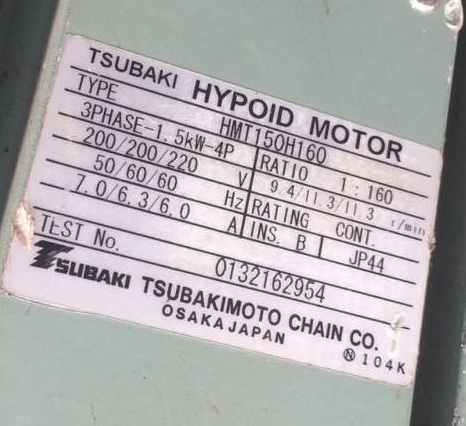 TSUBAKI HYPOID MOTOR
TYPE HMT150H160
3PHASE-1.5kW-4P RATIO 1:160
200/200/220 V 9.4/11.3/11.3 r/min
50/60/60 Hz RATING CONT.
7.0/6.3/6.0 A INS. B JP44
TEST No. 0132162954
TSUBAKI TSUBAKIMOTO CHAIN CO.
OSAKA JAPAN
Ⓝ 104K